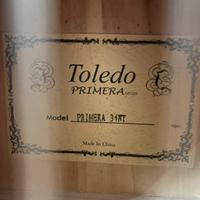 Toledo
PRIMERA series
Model PRIMERA 34NT
Made In China